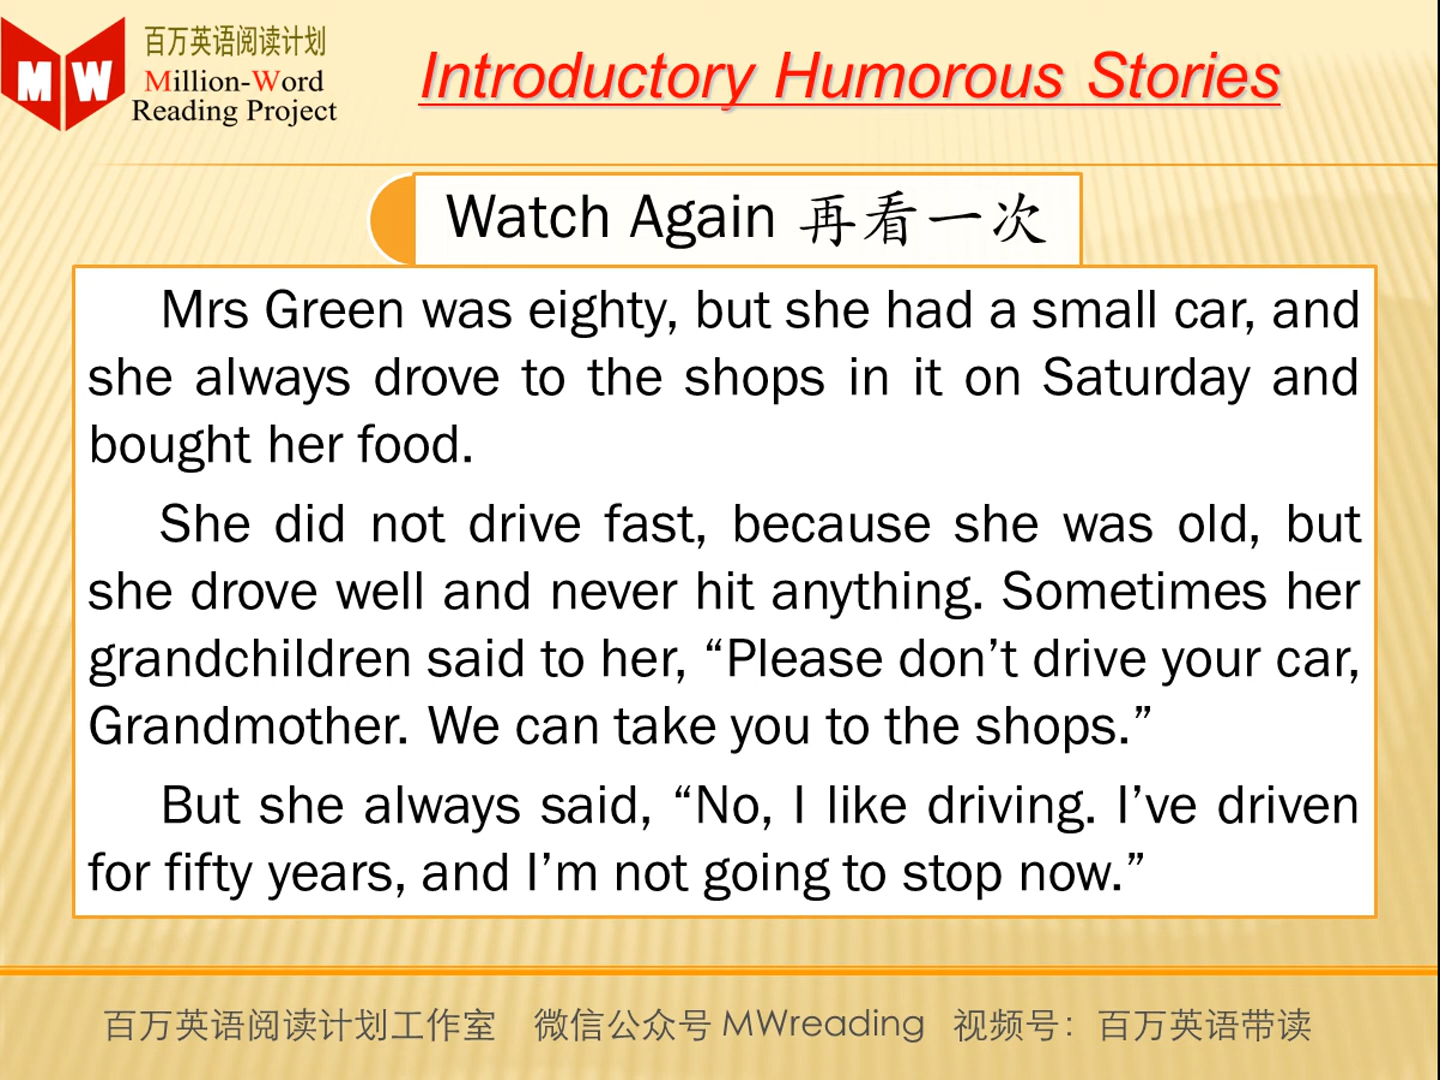 MW
百万英语阅读计划
Million-Word
Reading Project
Introductory Humorous Stories
Watch Again 再看一次
Mrs Green was eighty, but she had a small car, and
she always drove to the shops in it on Saturday and
bought her food.
She did not drive fast, because she was old, but
she drove well and never hit anything. Sometimes her
grandchildren said to her, “Please don’t drive your car,
Grandmother. We can take you to the shops.”
But she always said, “No, I like driving. I’ve driven
for fifty years, and I’m not going to stop now.”
百万英语阅读计划工作室 微信公众号 MWreading 视频号：百万英语带读